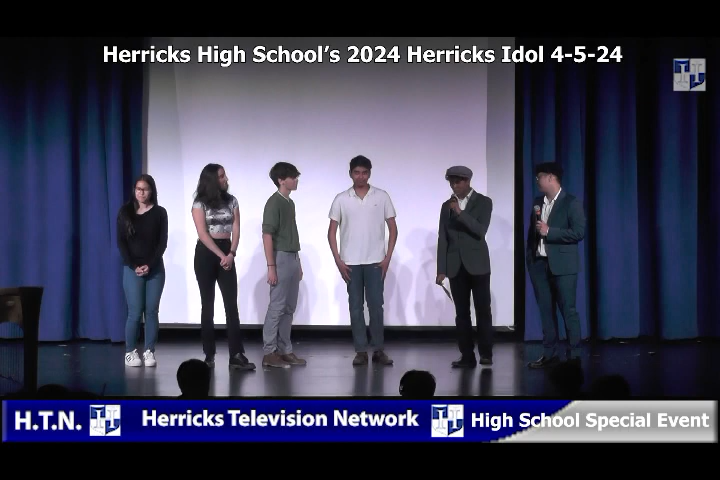 Herricks High School's 2024 Herricks Idol 4-5-24
H.T.N. Herricks Television Network High School Special Event